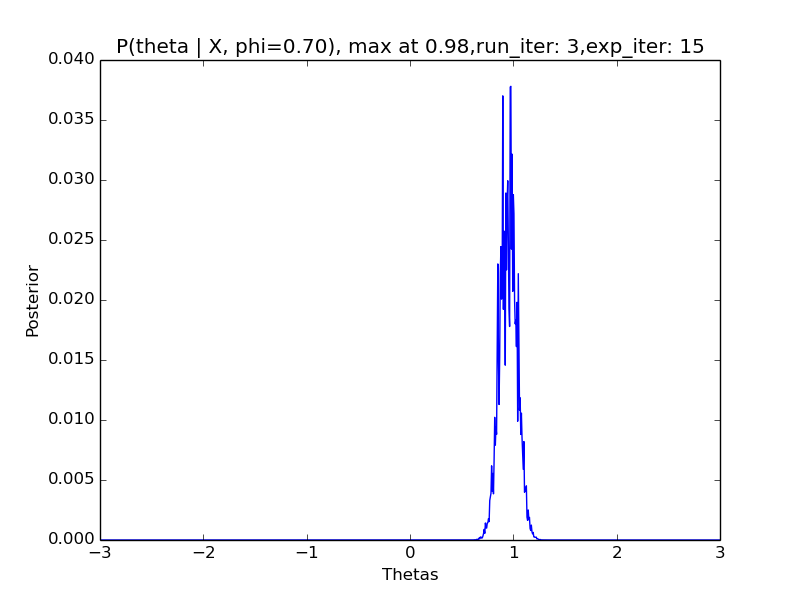 P(theta | X, phi=0.70), max at 0.98,run_iter: 3,exp_iter: 15
0.040
0.035
0.030
0.025
0.020
0.015
0.010
0.005
0.000
Posterior
−3 −2 −1 0 1 2 3
Thetas